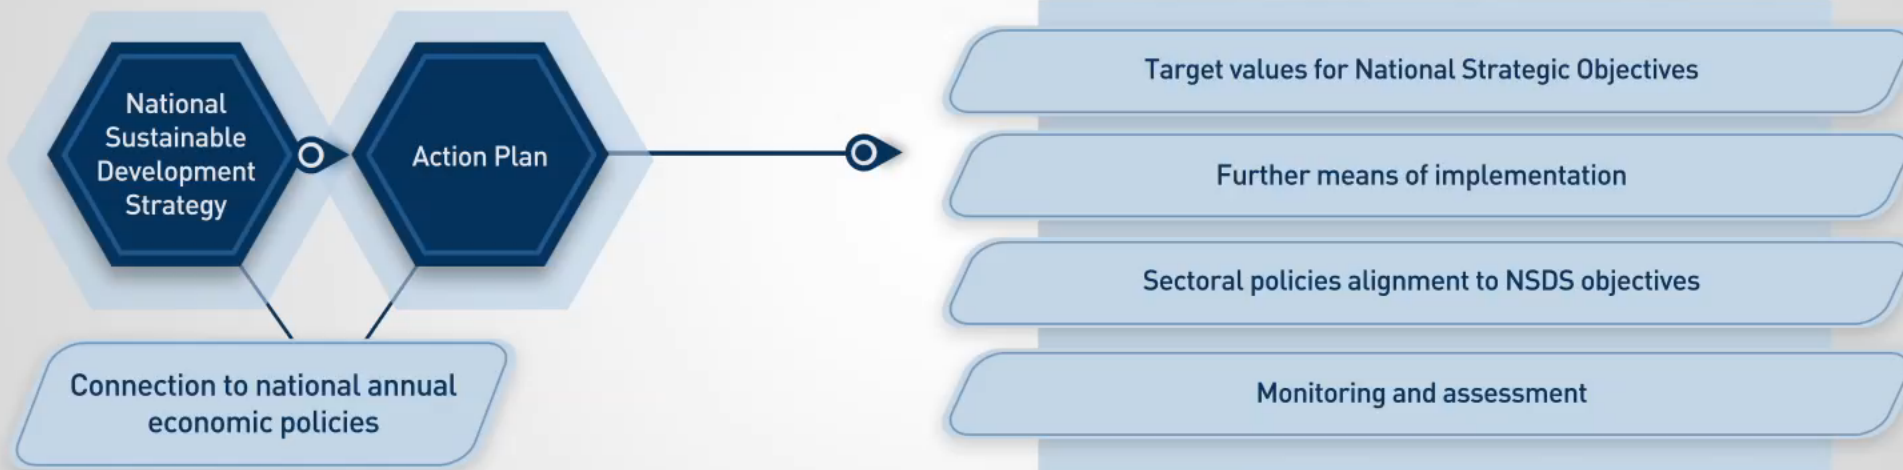 National
Sustainable
Development
Strategy
Action Plan
Connection to national annual
economic policies
Target values for National Strategic Objectives
Further means of implementation
Sectoral policies alignment to NSDS objectives
Monitoring and assessment